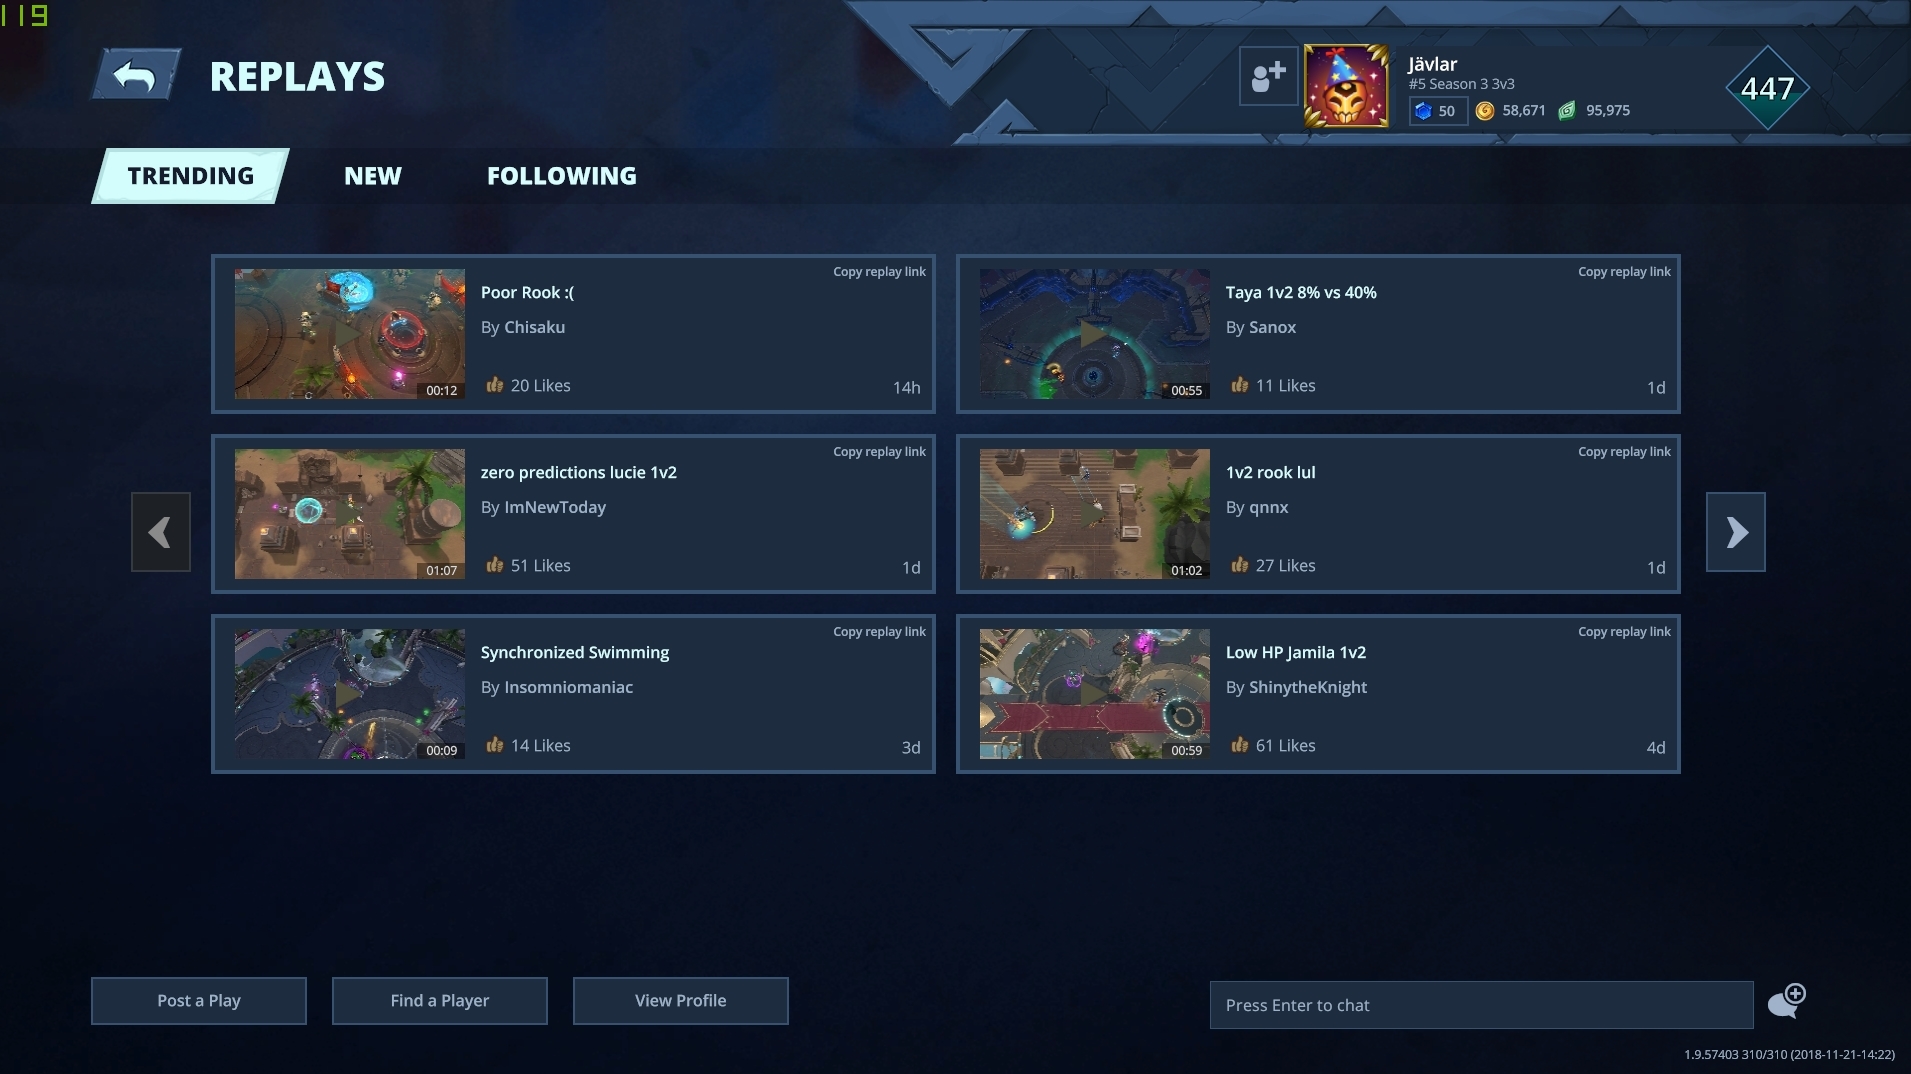 119
REPLAYS
Jävlar
#5 Season 3 3v3
50 58,671 95,975
447
TRENDING NEW FOLLOWING
Copy replay link
Poor Rook :(
By Chisaku
20 Likes
14h
00:12
Copy replay link
Taya 1v2 8% vs 40%
By Sanox
11 Likes
1d
00:55
Copy replay link
zero predictions lucie 1v2
By ImNewToday
51 Likes
1d
01:07
Copy replay link
1v2 rook lul
By qnnx
27 Likes
1d
01:02
Copy replay link
Synchronized Swimming
By Insomniomaniac
14 Likes
3d
00:09
Copy replay link
Low HP Jamila 1v2
By ShinytheKnight
61 Likes
4d
00:59
Post a Play
Find a Player
View Profile
Press Enter to chat
1.9.57403 310/310 (2018-11-21-14:22)